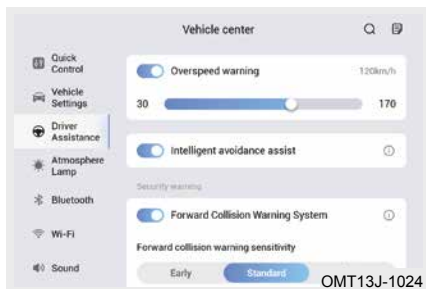 Vehicle center
Quick
Control
Overspeed warning
120km/h
Vehicle
Settings
30
170
Driver
Assistance
Intelligent avoidance assist
Atmosphere
Lamp
Security warning
Bluetooth
Forward Collision Warning System
Wi-Fi
Forward collision warning sensitivity
Sound
Early
Standard
OMT13J-1024